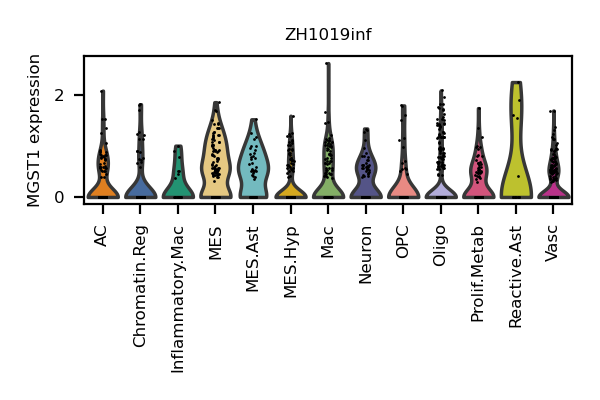 ZH1019inf
MGST1 expression
2
0
AC
Chromatin.Reg
Inflammatory.Mac
MES
MES.Ast
MES.Hyp
Mac
Neuron
OPC
Oligo
Prolif.Metab
Reactive.Ast
Vasc